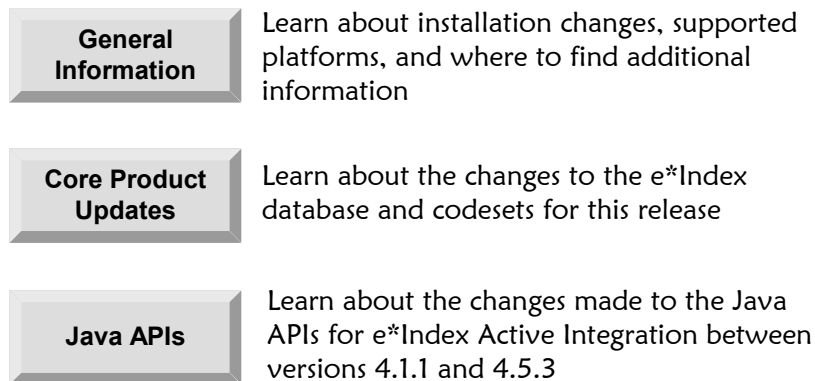 General
Information
Learn about installation changes, supported
platforms, and where to find additional
information
Core Product
Updates
Learn about the changes to the e*Index
database and codesets for this release
Java APIs
Learn about the changes made to the Java
APIs for e*Index Active Integration between
versions 4.1.1 and 4.5.3